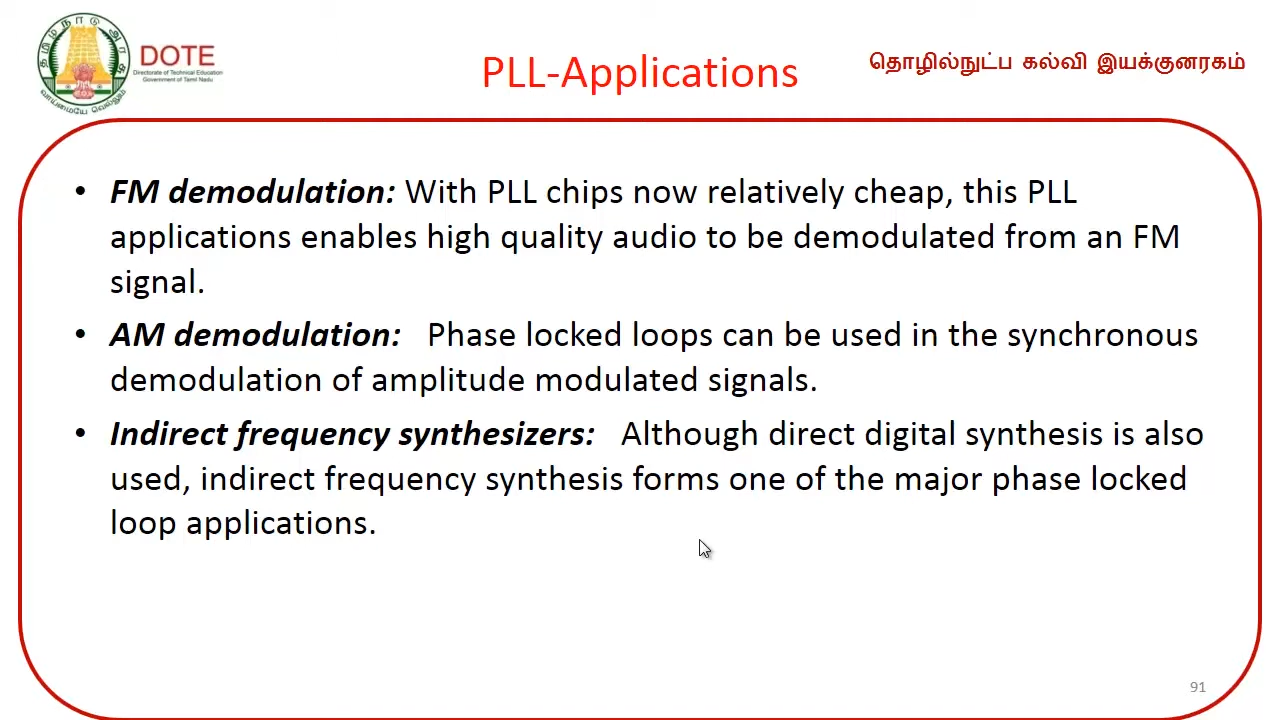 தமிழ்நாடு அரசு
வாய்மையே வெல்லும்
DOTE
Directorate of Technical Education
Government of Tamil Nadu
PLL-Applications
தொழில்நுட்ப கல்வி இயக்குனரகம்
• FM demodulation: With PLL chips now relatively cheap, this PLL
applications enables high quality audio to be demodulated from an FM
signal.
• AM demodulation: Phase locked loops can be used in the synchronous
demodulation of amplitude modulated signals.
• Indirect frequency synthesizers: Although direct digital synthesis is also
used, indirect frequency synthesis forms one of the major phase locked
loop applications.
91